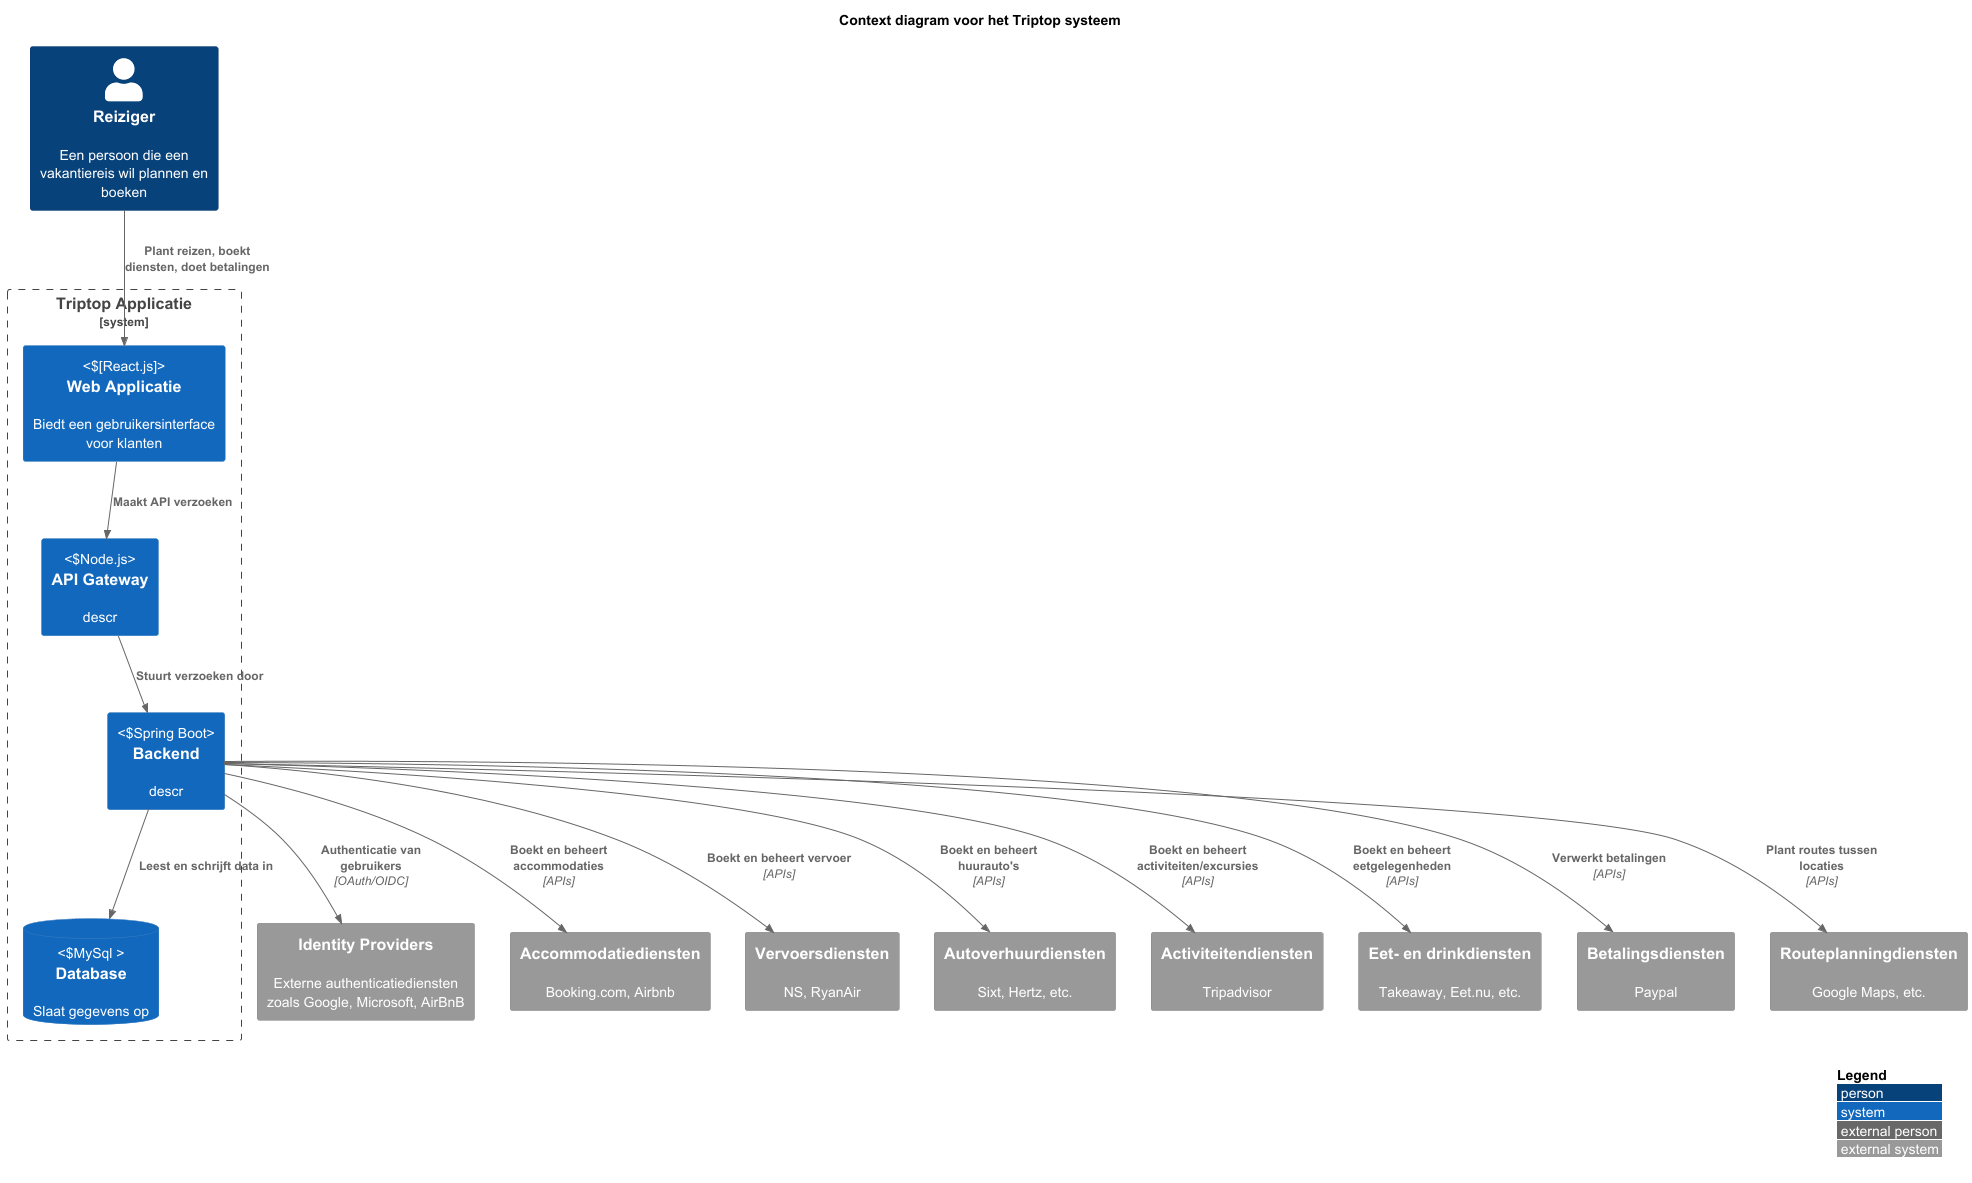 Context diagram voor het Triptop systeem
Reiziger
Een persoon die een
vakantiereis wil plannen en
boeken
Plant reizen, boekt
diensten, doet betalingen
Triptop Applicatie
[system]
<$[React.js]>
Web Applicatie
Biedt een gebruikersinterface
voor klanten
Maakt API verzoeken
<$Node.js>
API Gateway
descr
Stuurt verzoeken door
<$Spring Boot>
Backend
descr
Leest en schrijft data in
Authenticatie van
gebruikers
[OAuth/OIDC]
Boekt en beheert
accommodaties
[APIs]
Boekt en beheert vervoer
[APIs]
Boekt en beheert
huurauto's
[APIs]
Boekt en beheert
activiteiten/excursies
[APIs]
Boekt en beheert
eetgelegenheden
[APIs]
Verwerkt betalingen
[APIs]
Plant routes tussen
locaties
[APIs]
<$MySql >
Database
Slaat gegevens op
Identity Providers
Externe authenticatiediensten
zoals Google, Microsoft, AirBnB
Accommodatiediensten
Booking.com, Airbnb
Vervoersdiensten
NS, RyanAir
Autoverhuurdiensten
Sixt, Hertz, etc.
Activiteitendiensten
Tripadvisor
Eet- en drinkdiensten
Takeaway, Eet.nu, etc.
Betalingsdiensten
Paypal
Routeplanningdiensten
Google Maps, etc.
Legend
person
system
external person
external system